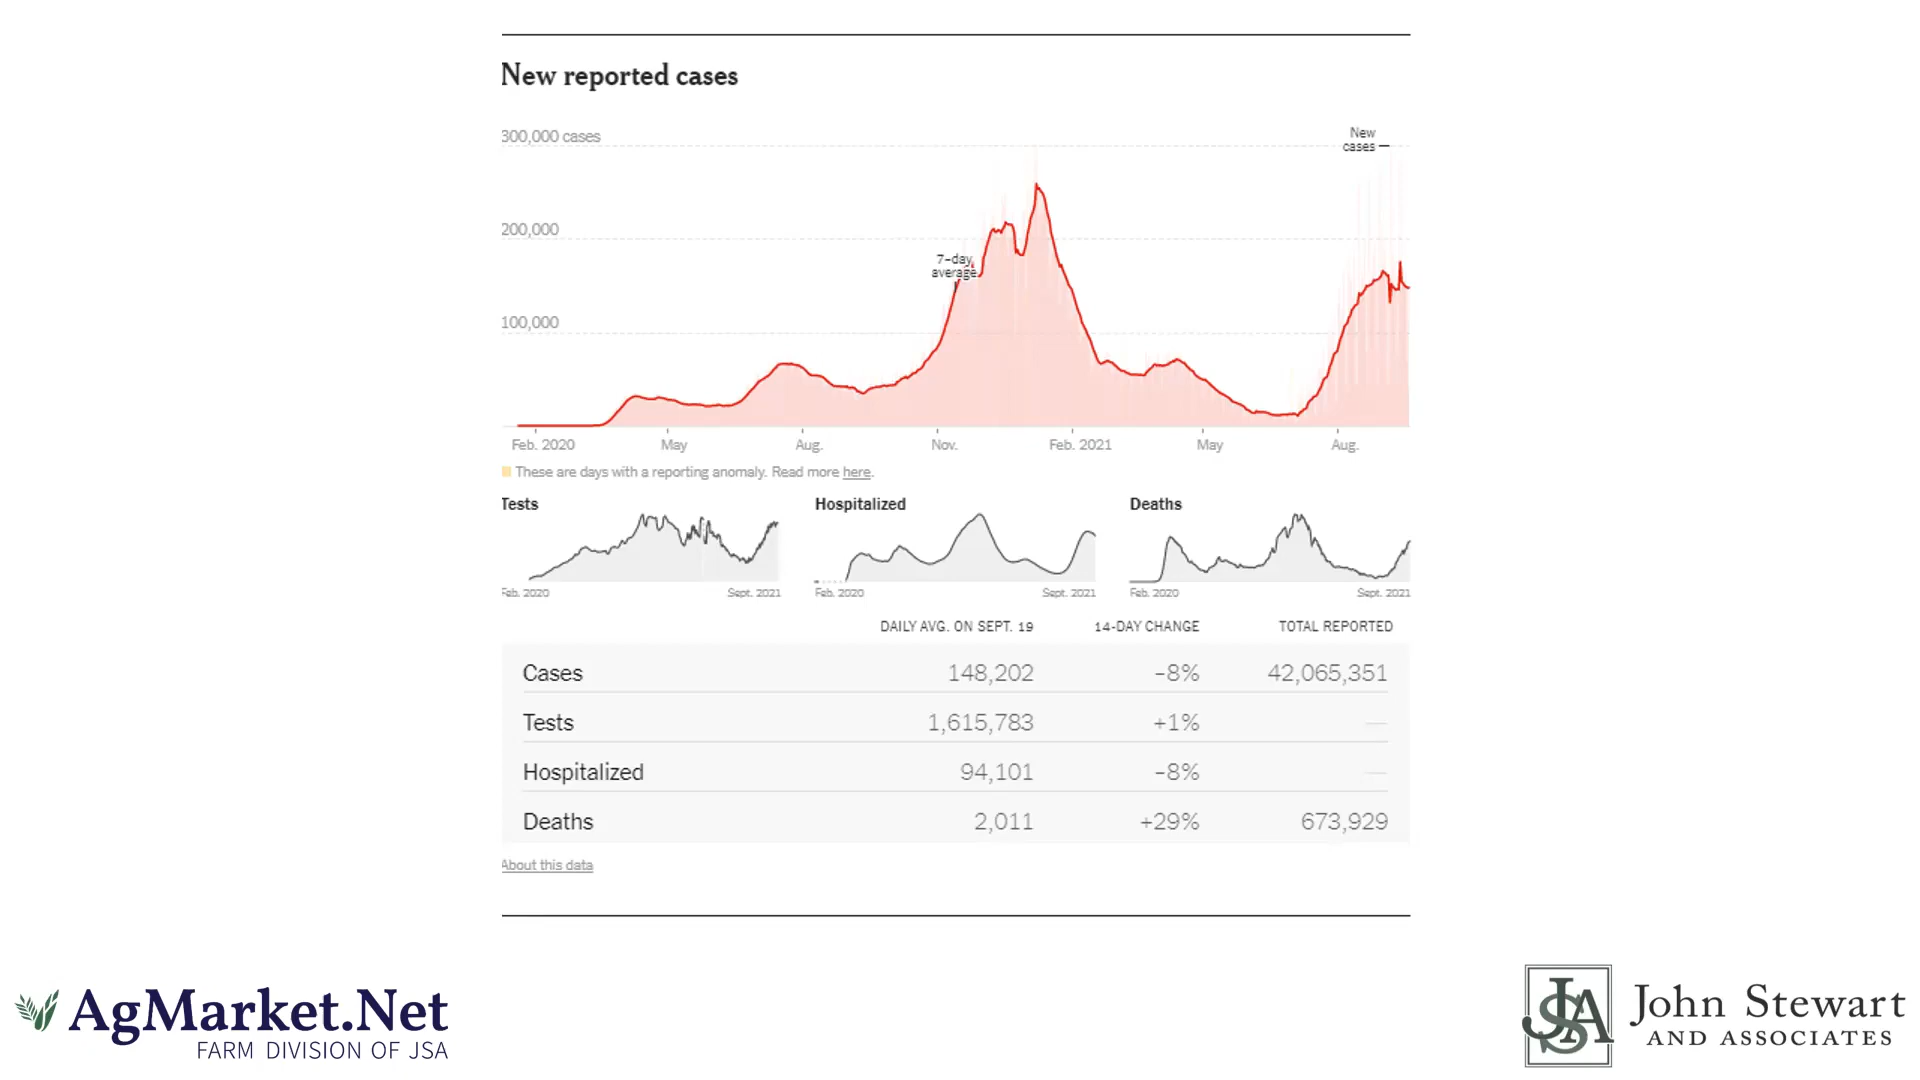 New reported cases
300,000 cases
New
cases
200,000
7-day
average
100,000
Feb. 2020 May Aug. Nov. Feb. 2021 May Aug.
These are days with a reporting anomaly. Read more here.
Tests Hospitalized Deaths
Feb. 2020 Sept. 2021 Feb. 2020 Sept. 2021 Feb. 2020 Sept. 2021
DAILY AVG. ON SEPT. 19 14-DAY CHANGE TOTAL REPORTED
Cases 148,202 –8% 42,065,351
Tests 1,615,783 +1% —
Hospitalized 94,101 –8% —
Deaths 2,011 +29% 673,929
About this data
AgMarket.Net
FARM DIVISION OF JSA
JSA
John Stewart
AND ASSOCIATES